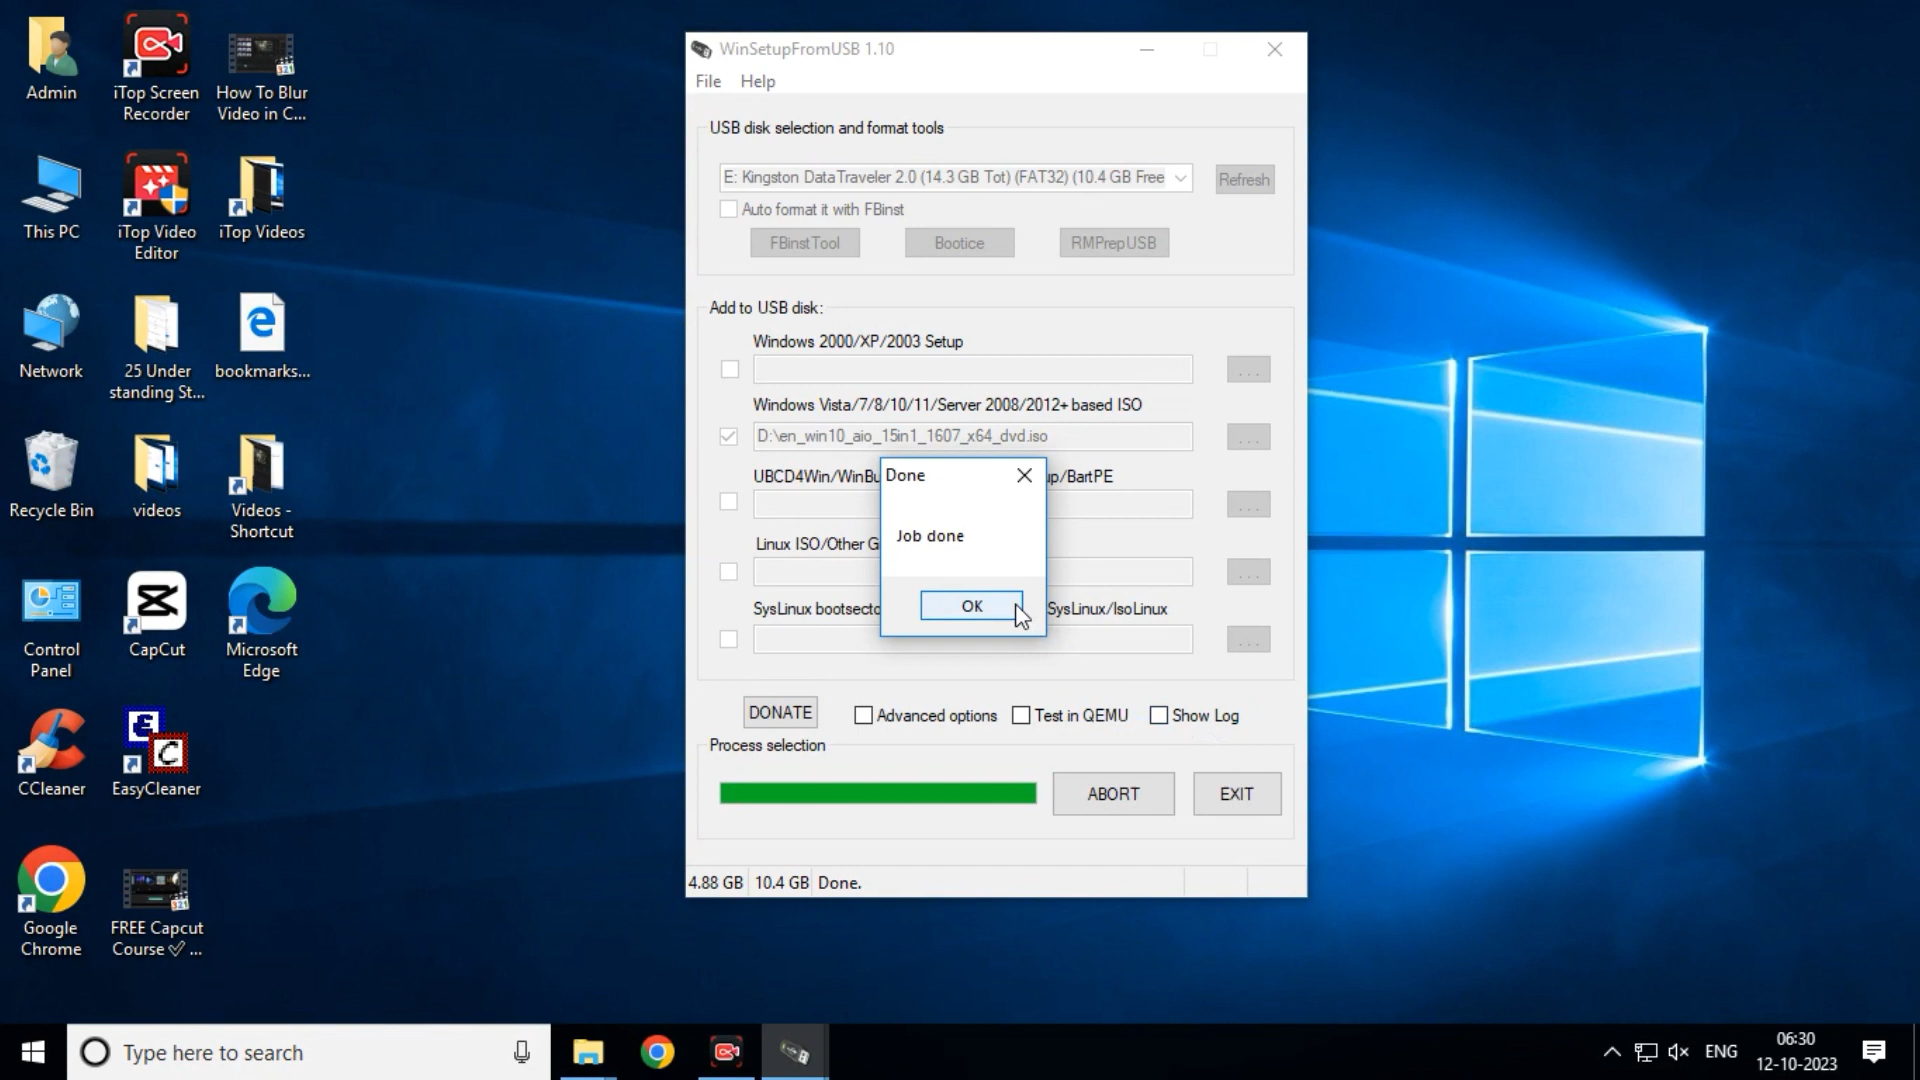 Admin
iTop Screen
Recorder
How To Blur
Video in C...
This PC
iTop Video
Editor
iTop Videos
Network
25 Under
standing St...
bookmarks...
Recycle Bin
videos
Videos -
Shortcut
Control
Panel
CapCut
Microsoft
Edge
CCleaner
EasyCleaner
Google
Chrome
FREE Capcut
Course ✅ ...
WinSetupFromUSB 1.10
File Help
USB disk selection and format tools
E: Kingston DataTraveler 2.0 (14.3 GB Tot) (FAT32) (10.4 GB Free
Refresh
Auto format it with FBinst
FBinstTool
Bootice
RMPrepUSB
Add to USB disk:
Windows 2000/XP/2003 Setup
...
Windows Vista/7/8/10/11/Server 2008/2012+ based ISO
D:\en_win10_aio_15in1_1607_x64_dvd.iso
...
UBCD4Win/WinBu
up/BartPE
...
Linux ISO/Other G
...
SysLinux bootsecto
SysLinux/IsoLinux
...
Done
Job done
OK
DONATE
Advanced options
Test in QEMU
Show Log
Process selection
ABORT
EXIT
4.88 GB 10.4 GB Done.
Type here to search
ENG
06:30
12-10-2023